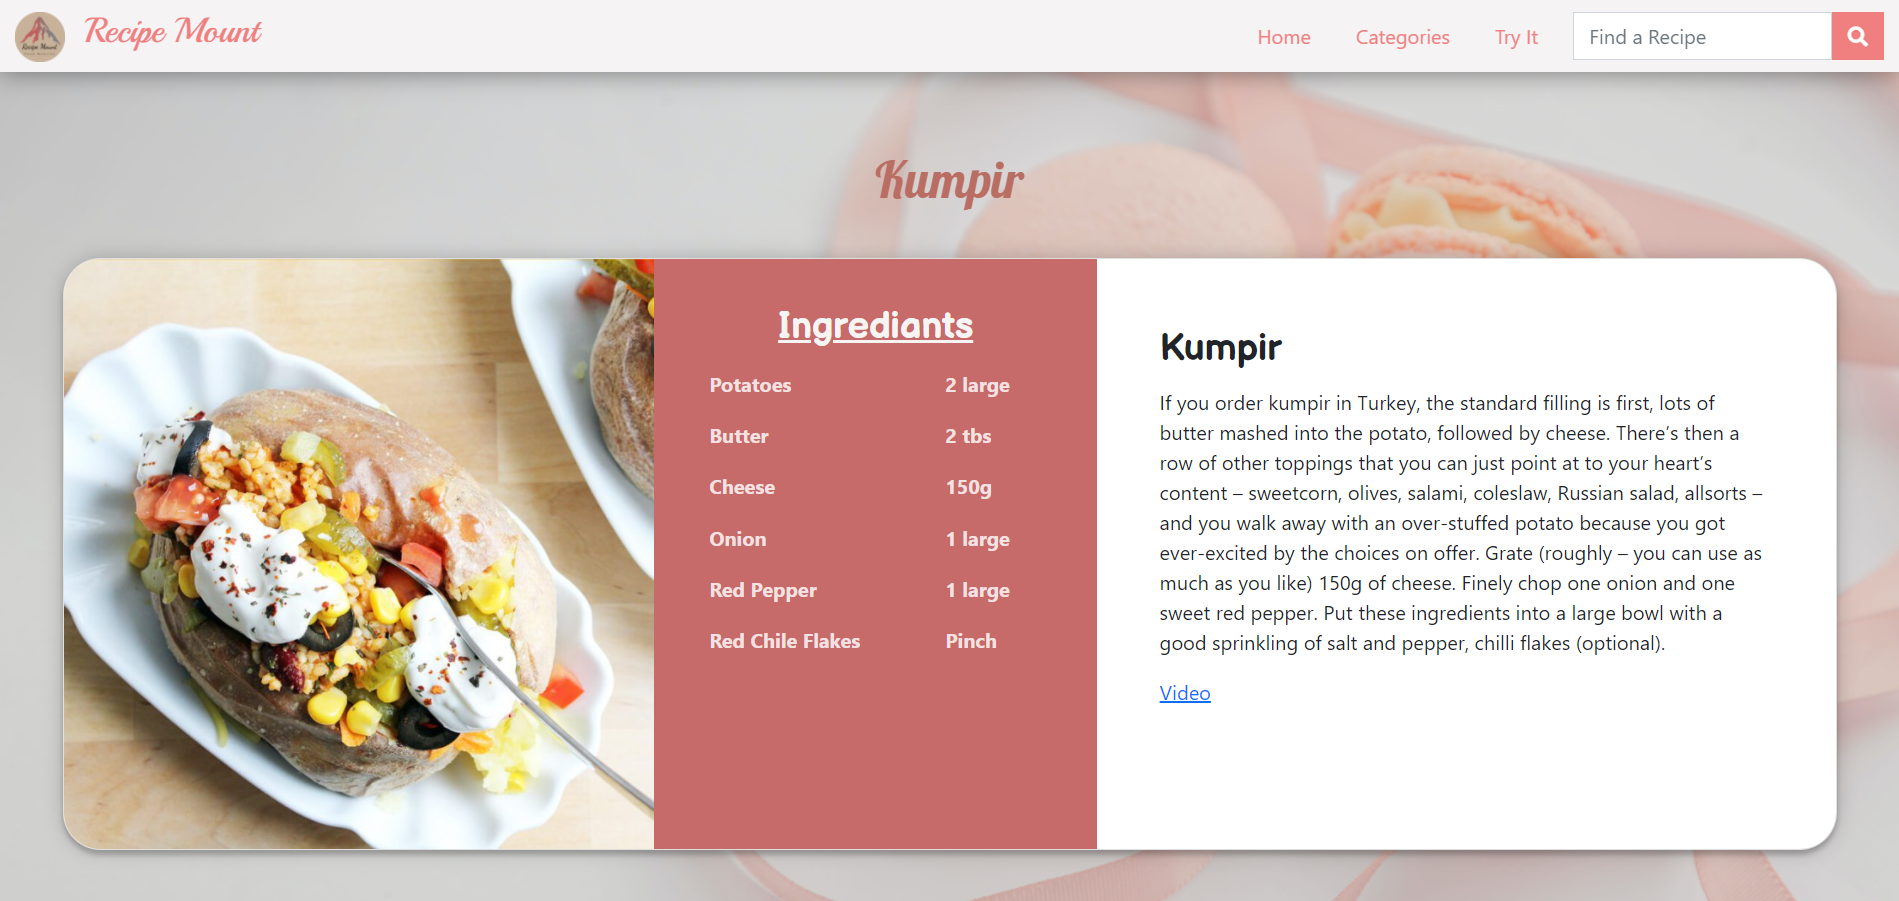 Recipe Mount
Recipe Mount
Home
Categories
Try It
Find a Recipe
Kumpir
Ingrediants
Potatoes 2 large
Butter 2 tbs
Cheese 150g
Onion 1 large
Red Pepper 1 large
Red Chile Flakes Pinch
Kumpir
If you order kumpir in Turkey, the standard filling is first, lots of
butter mashed into the potato, followed by cheese. There’s then a
row of other toppings that you can just point at to your heart’s
content – sweetcorn, olives, salami, coleslaw, Russian salad, allsorts –
and you walk away with an over-stuffed potato because you got
ever-excited by the choices on offer. Grate (roughly – you can use as
much as you like) 150g of cheese. Finely chop one onion and one
sweet red pepper. Put these ingredients into a large bowl with a
good sprinkling of salt and pepper, chilli flakes (optional).
Video